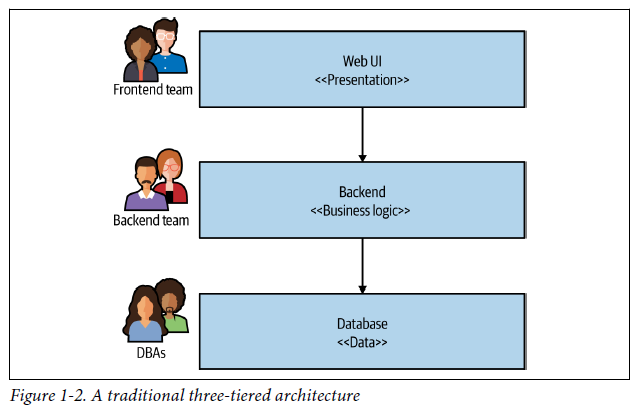 Web UI
<<Presentation>>
Frontend team
Backend
<<Business logic>>
Backend team
Database
<<Data>>
DBAs
Figure 1-2. A traditional three-tiered architecture